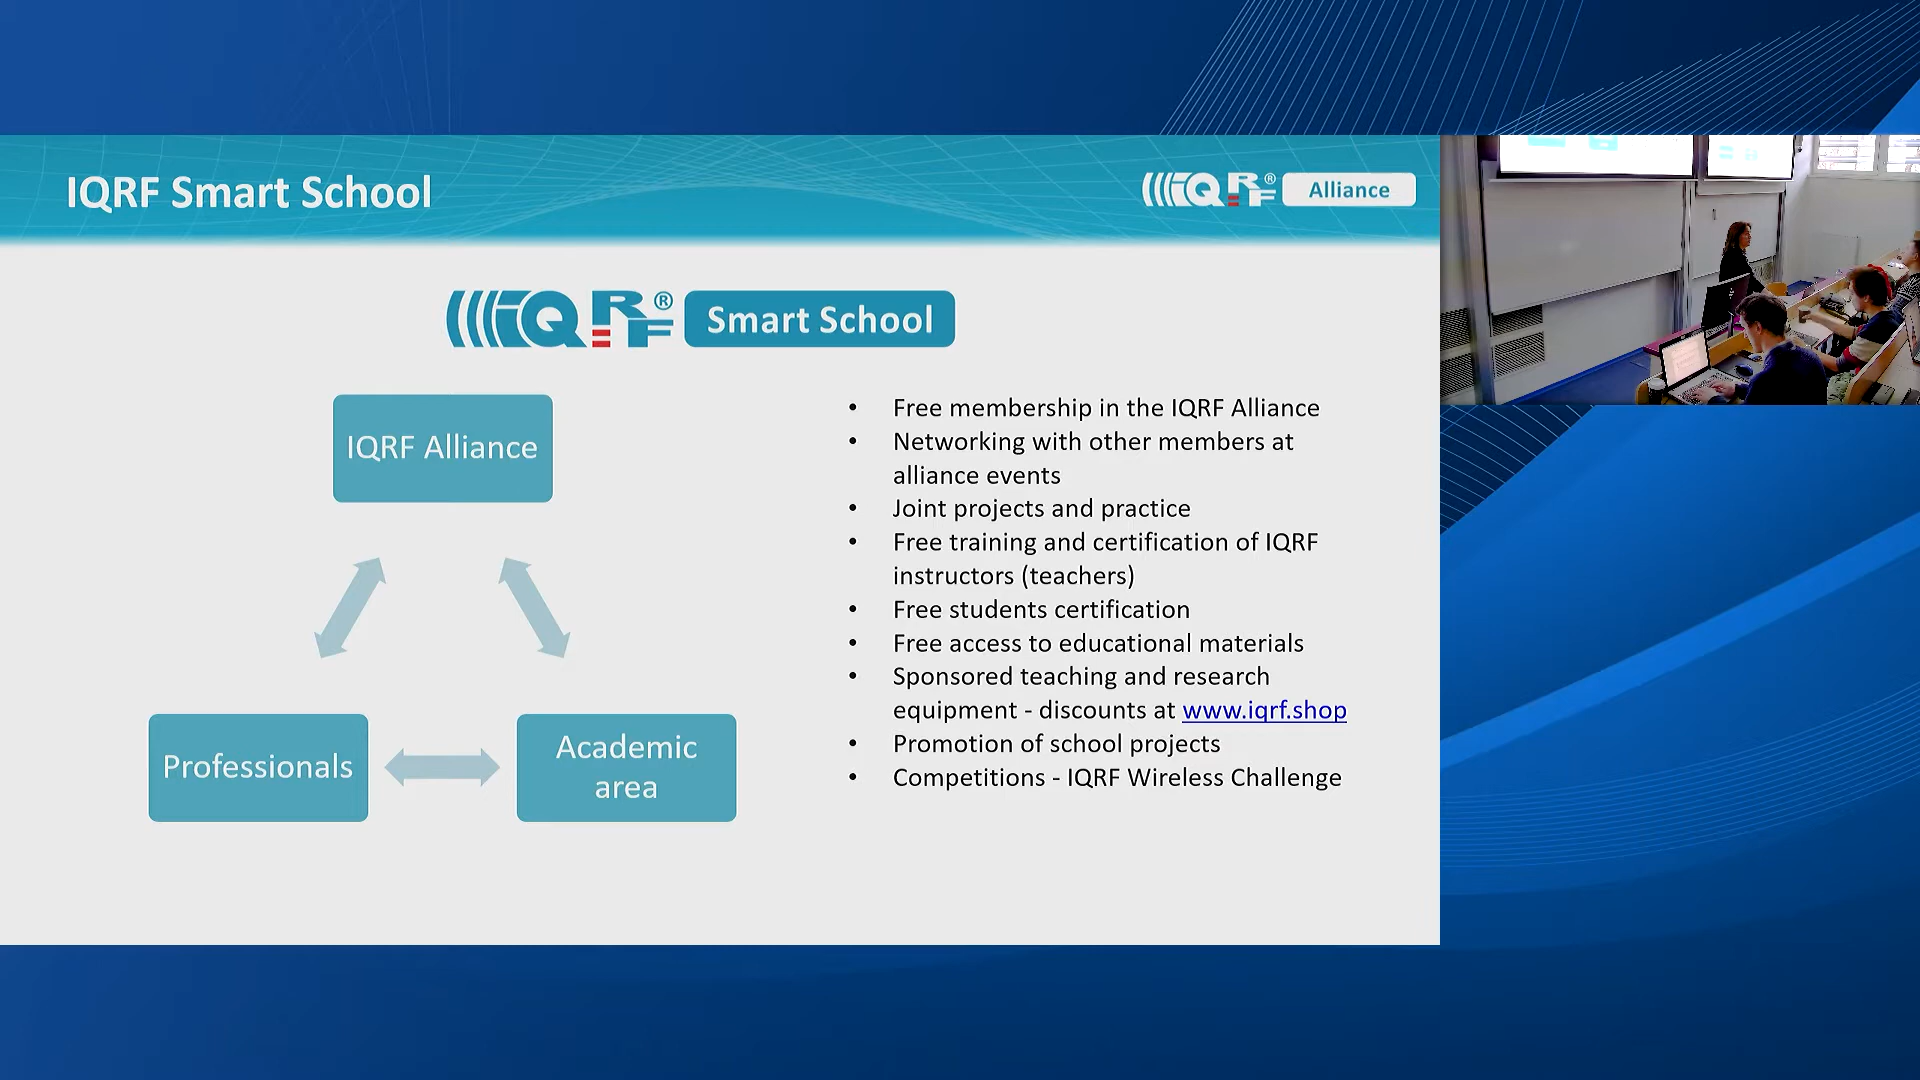 IQRF Smart School
IQRF® Alliance
IQRF® Smart School
IQRF Alliance
Professionals
Academic
area
• Free membership in the IQRF Alliance
• Networking with other members at
alliance events
• Joint projects and practice
• Free training and certification of IQRF
instructors (teachers)
• Free students certification
• Free access to educational materials
• Sponsored teaching and research
equipment - discounts at www.iqrf.shop
• Promotion of school projects
• Competitions - IQRF Wireless Challenge